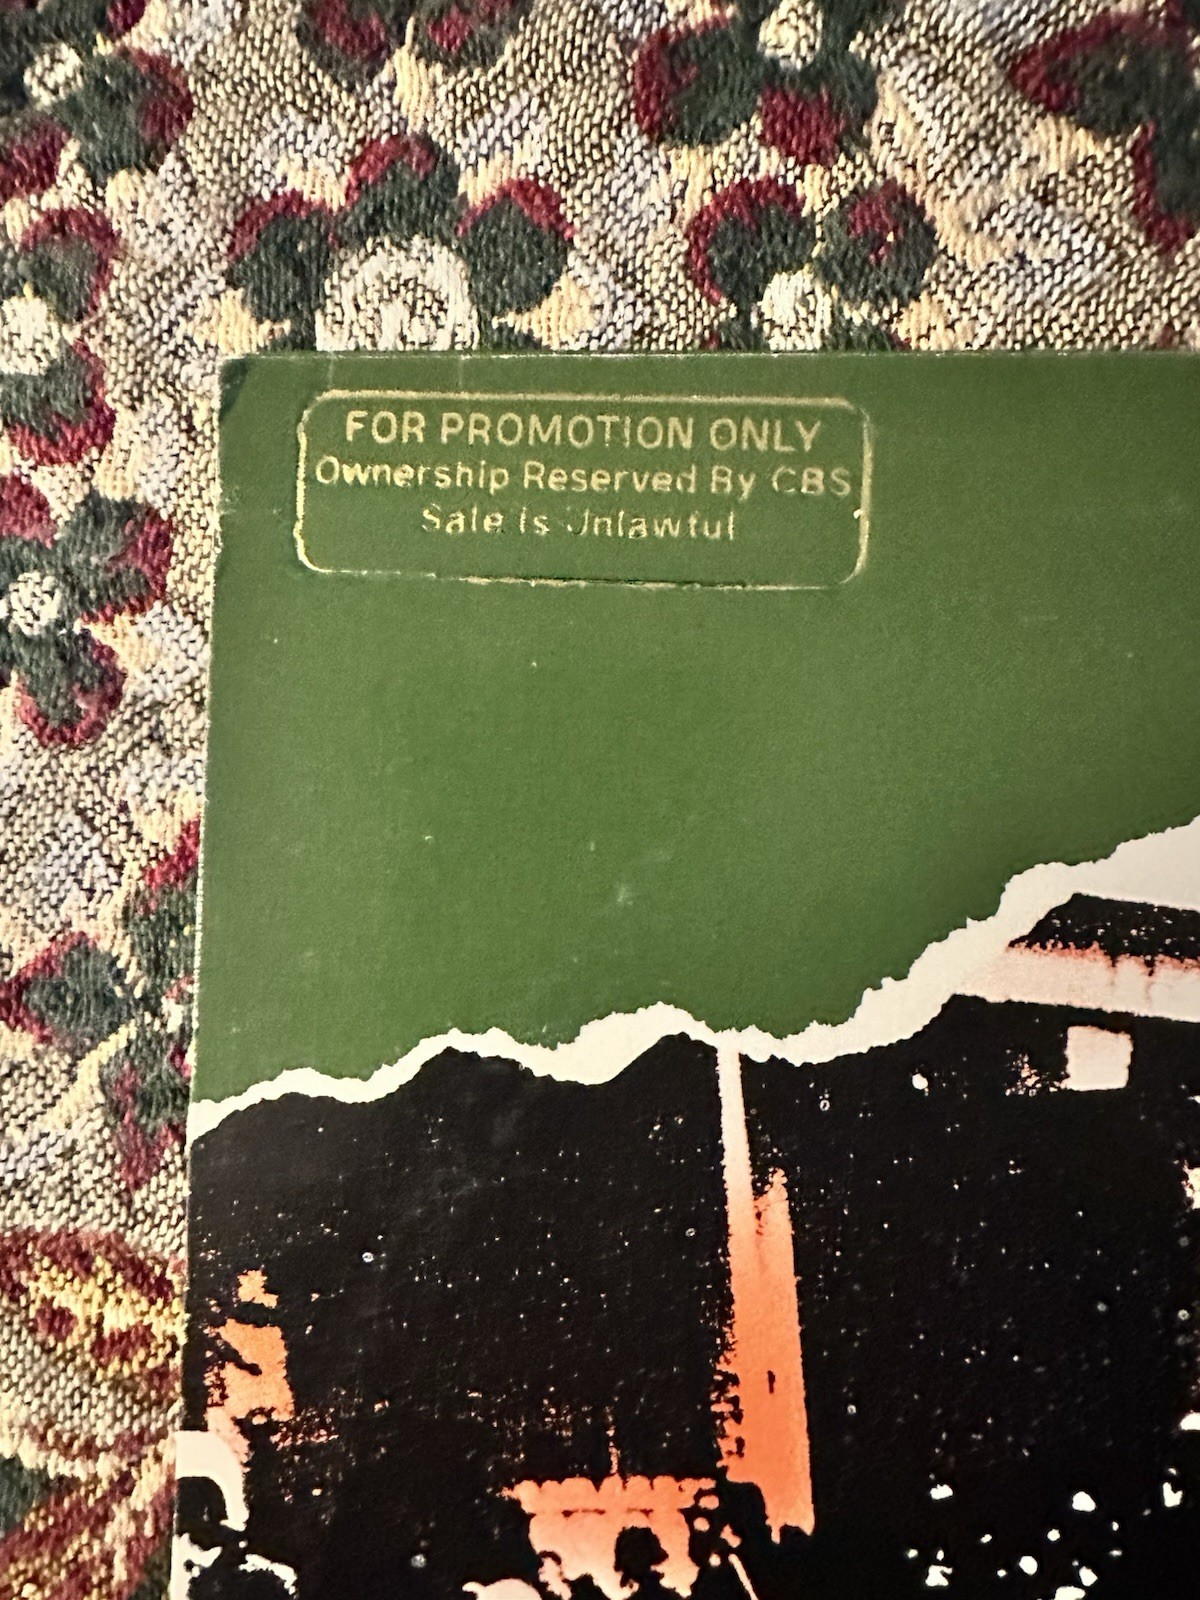 FOR PROMOTION ONLY
Ownership Reserved By CBS
Sale is Unlawful